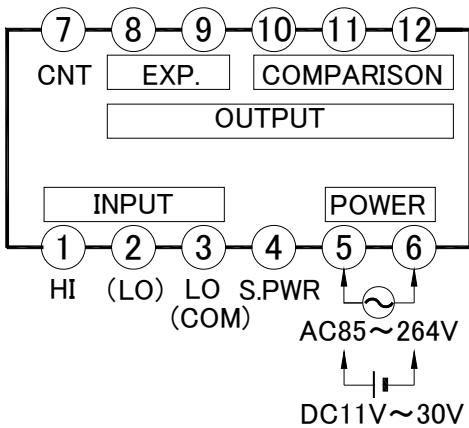 7 8 9 10 11 12
CNT EXP. COMPARISON
OUTPUT
INPUT POWER
1 2 3 4 5 6
HI (LO) LO S.PWR
(COM)
AC85～264V
DC11V～30V